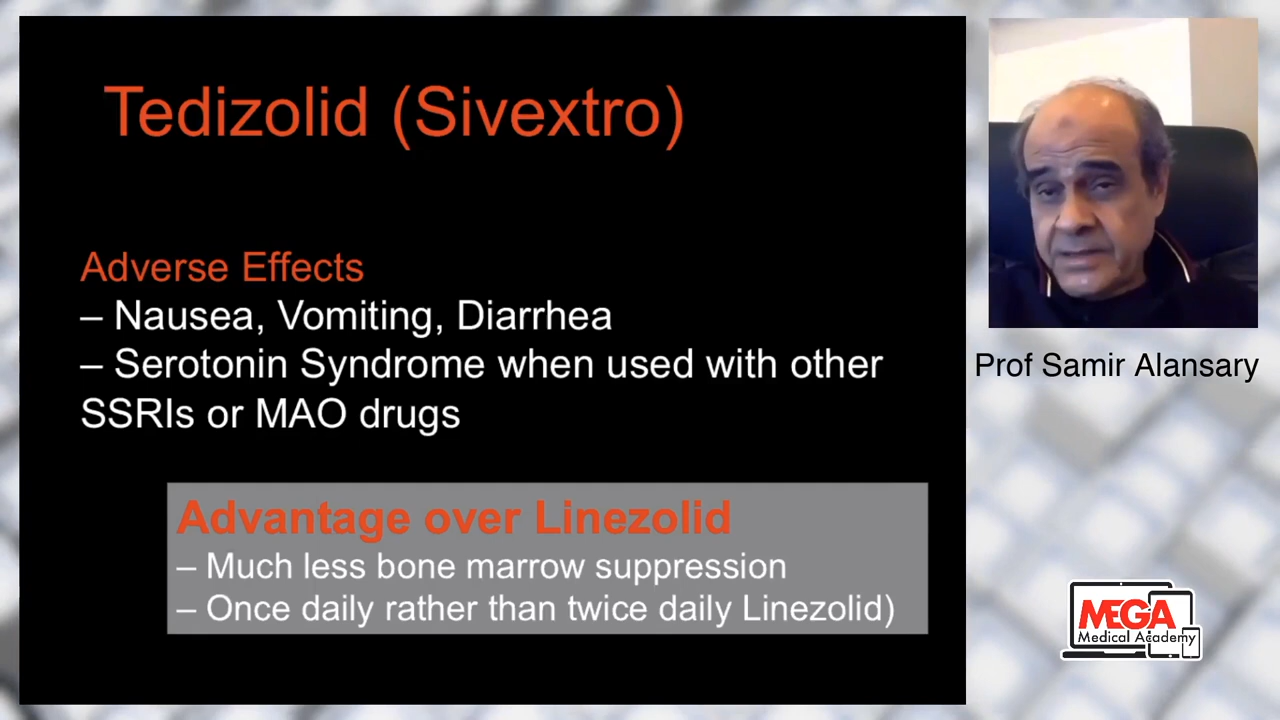 Tedizolid (Sivextro)
Adverse Effects
– Nausea, Vomiting, Diarrhea
– Serotonin Syndrome when used with other
SSRIs or MAO drugs
Advantage over Linezolid
– Much less bone marrow suppression
– Once daily rather than twice daily Linezolid)
Prof Samir Alansary
MEGA
Medical Academy